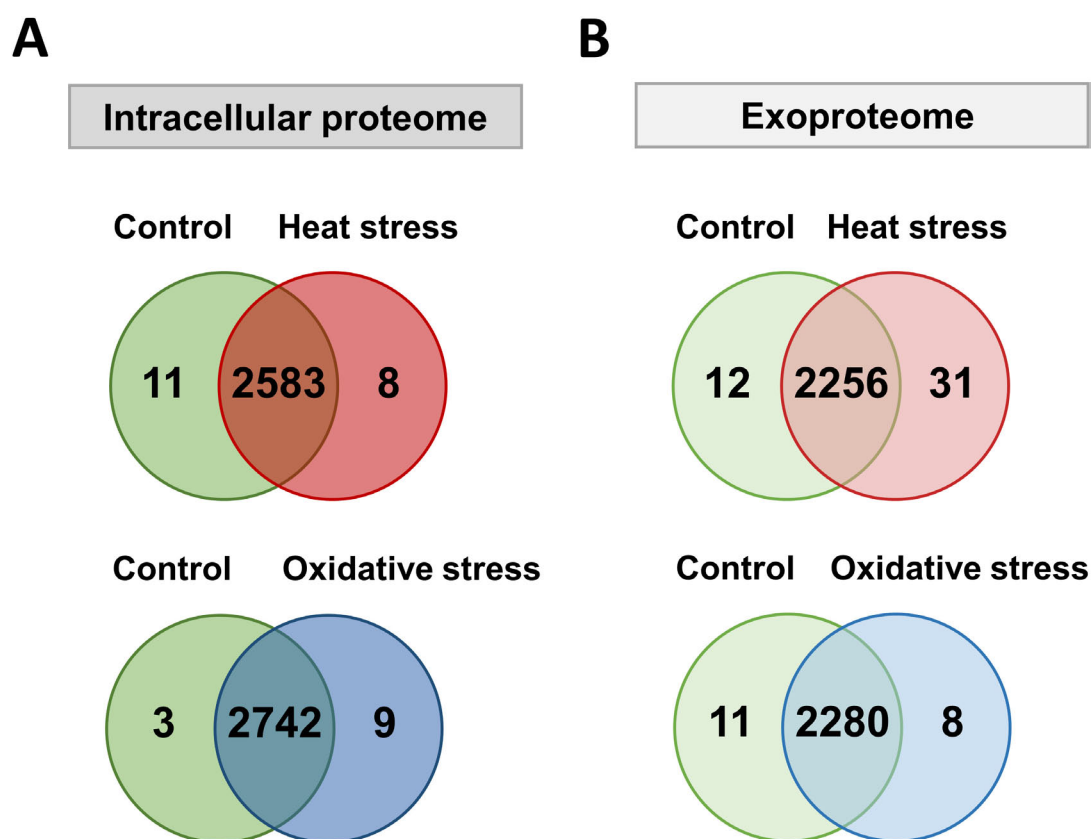 A
B
Intracellular proteome
Exoproteome
Control Heat stress
11 2583 8
Control Heat stress
12 2256 31
Control Oxidative stress
3 2742 9
Control Oxidative stress
11 2280 8